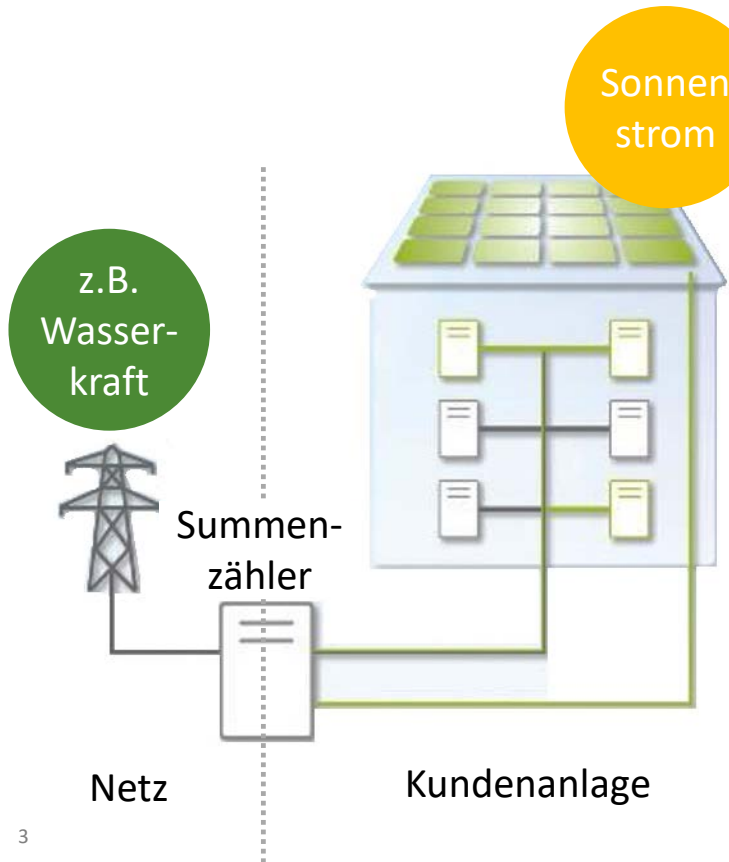 Sonnen
strom
z.B.
Wasser-
kraft
Summen-
zähler
Netz
Kundenanlage
3